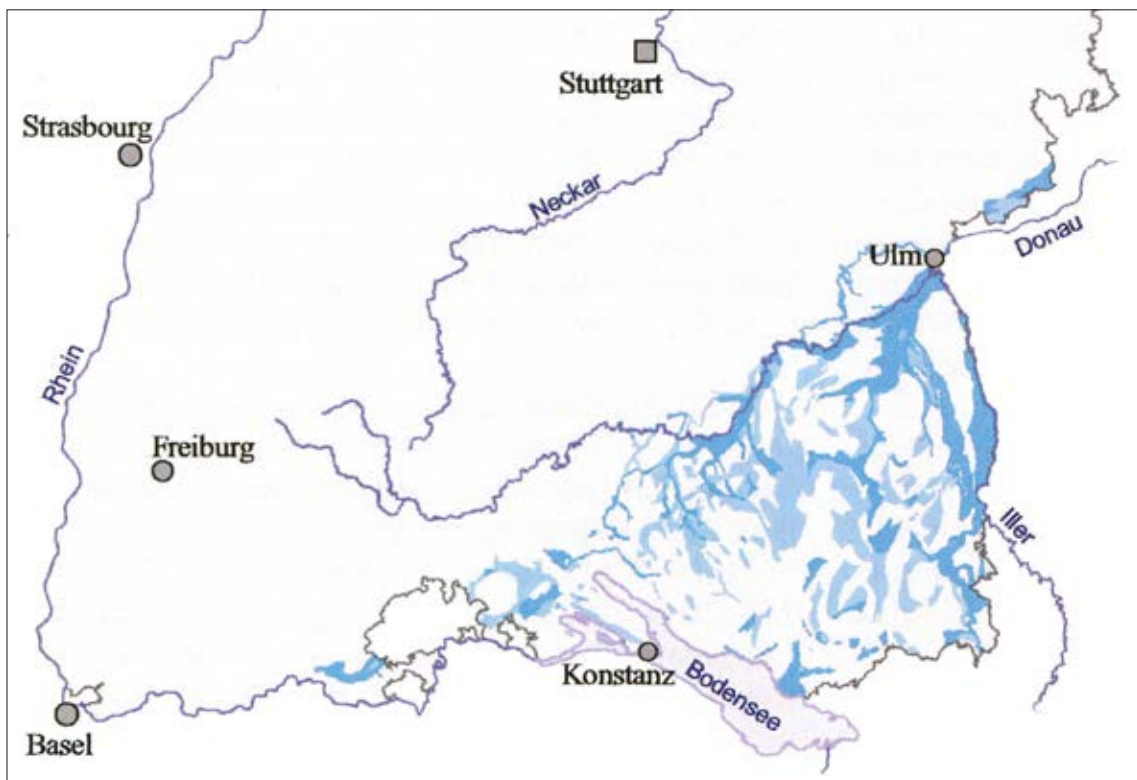 Stuttgart
Strasbourg
Neckar
Ulm
Donau
Rhein
Freiburg
Iller
Konstanz
Bodensee
Basel